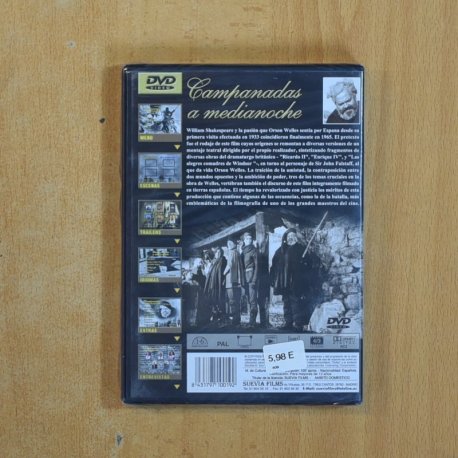 DVD
VIDEO
Campanadas
a medianoche
William Shakespeare y la pasión que Orson Welles sentía por España desde su
primera visita efectuada en 1933 coincidieron finalmente en 1965. El pretexto
fue el rodaje de este film cuyos orígenes se remontan a diversas versiones de un
montaje teatral dirigido por el propio realizador, sintetizando fragmentos de
diversas obras del dramaturgo británico - "Ricardo II", "Enrique IV", y "Las
alegres comadres de Windsor "-, en torno al personaje de Sir John Falstaff, al
que da vida Orson Welles. La traición de la amistad, la contraposición entre
dos mundos opuestos y la ambición de poder, tres de los temas cruciales en la
obra de Welles, vertebran también el discurso de este film íntegramente filmado
en tierras españolas. El tiempo ha revalorizado con justicia los méritos de esta
producción que contiene algunas de las secuencias, como la de la batalla, más
emblemáticas de la filmografía de uno de los grandes maestros del cine.
MENU
ESCENAS
TRAILERS
IDIOMAS
EXTRAS
ENTREVISTAS
DVD
VIDEO
PAL
DOLBY
5,98 E
8431797100192
SUEVIA FILMS